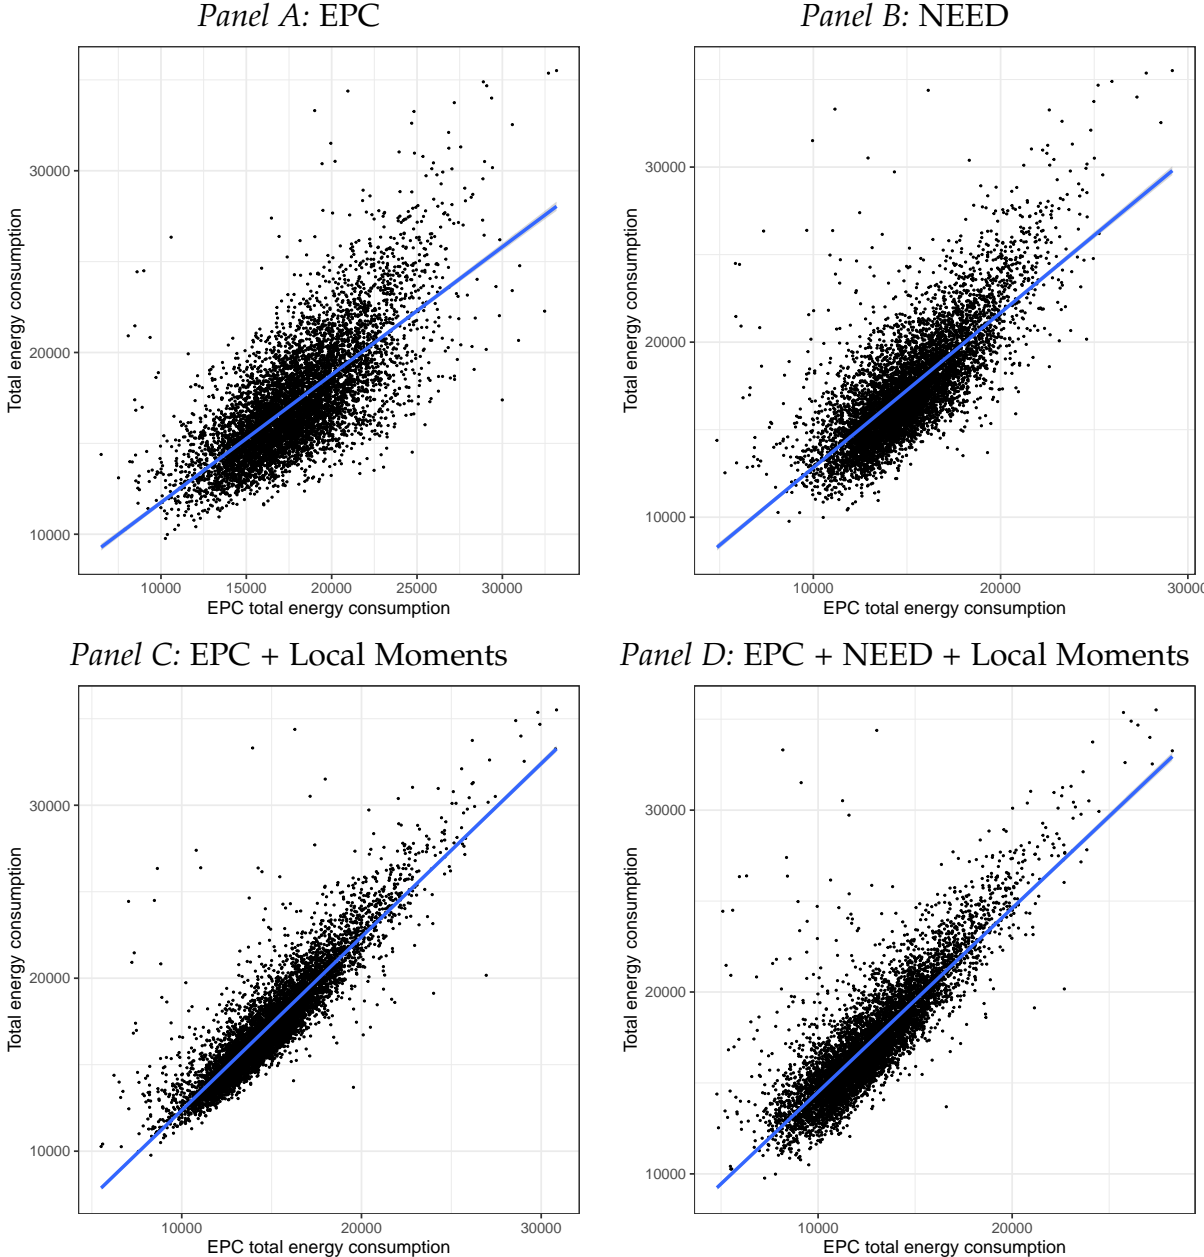 Panel A: EPC
Total energy consumption
30000
20000
10000
10000 15000 20000 25000 30000
EPC total energy consumption
Panel B: NEED
Total energy consumption
30000
20000
10000
10000 20000 30000
EPC total energy consumption
Panel C: EPC + Local Moments
Total energy consumption
30000
20000
10000
10000 20000 30000
EPC total energy consumption
Panel D: EPC + NEED + Local Moments
Total energy consumption
30000
20000
10000
10000 20000
EPC total energy consumption